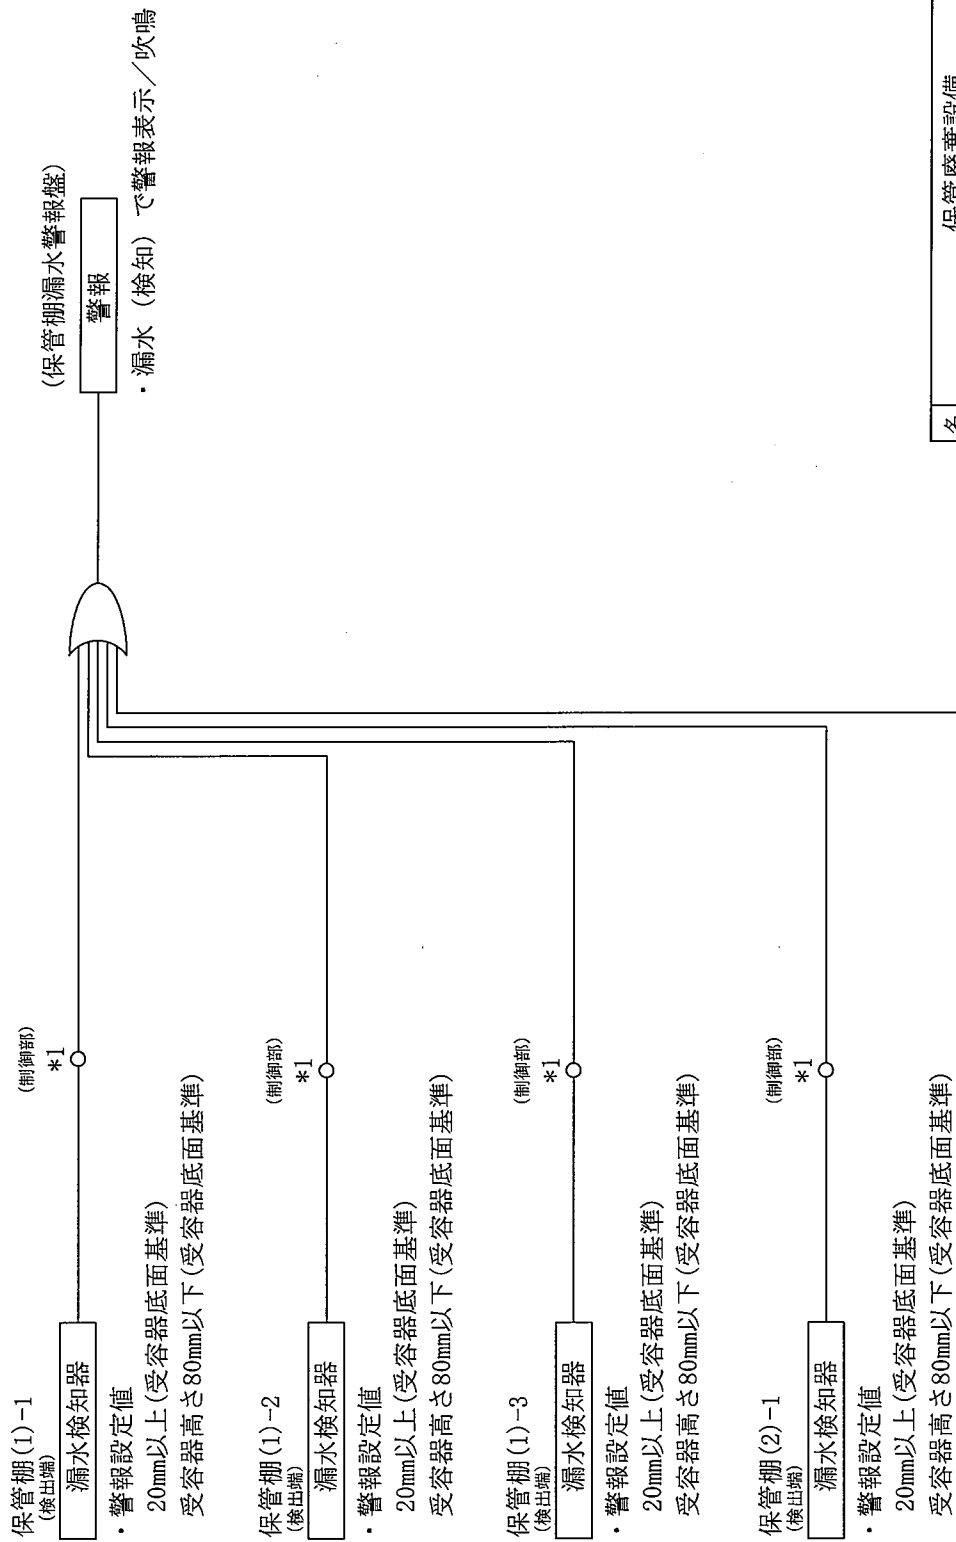 保管棚(1)-1
(検出端)
漏水検知器
・警報設定値
20mm以上(受容器底面基準)
受容器高さ80mm以下(受容器底面基準)
(制御部)
*1
保管棚(1)-2
(検出端)
漏水検知器
・警報設定値
20mm以上(受容器底面基準)
受容器高さ80mm以下(受容器底面基準)
(制御部)
*1
保管棚(1)-3
(検出端)
漏水検知器
・警報設定値
20mm以上(受容器底面基準)
受容器高さ80mm以下(受容器底面基準)
(制御部)
*1
保管棚(2)-1
(検出端)
漏水検知器
・警報設定値
20mm以上(受容器底面基準)
受容器高さ80mm以下(受容器底面基準)
(制御部)
*1
(保管棚漏水警報盤)
警報
・漏水（検知）で警報表示／吹鳴
保管廃棄設備
名